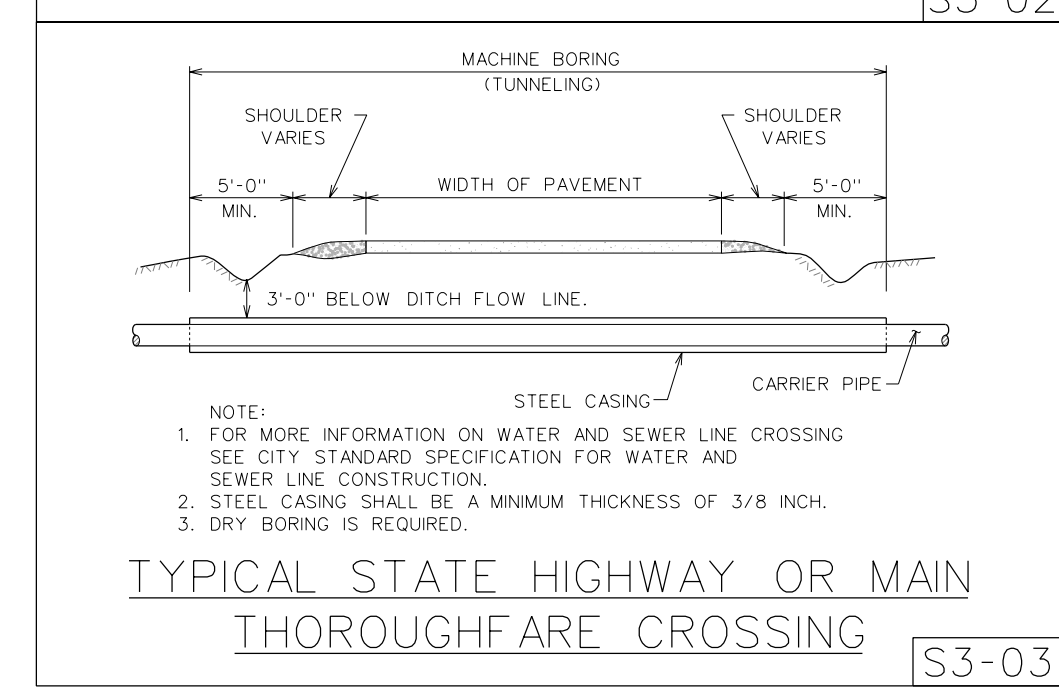 S3-02
MACHINE BORING
(TUNNELING)
SHOULDER
VARIES
SHOULDER
VARIES
5'-0"
MIN.
WIDTH OF PAVEMENT
5'-0"
MIN.
3'-0" BELOW DITCH FLOW LINE.
CARRIER PIPE
STEEL CASING
NOTE:
1. FOR MORE INFORMATION ON WATER AND SEWER LINE CROSSING
SEE CITY STANDARD SPECIFICATION FOR WATER AND
SEWER LINE CONSTRUCTION.
2. STEEL CASING SHALL BE A MINIMUM THICKNESS OF 3/8 INCH.
3. DRY BORING IS REQUIRED.
TYPICAL STATE HIGHWAY OR MAIN
THOROUGHFARE CROSSING
S3-03